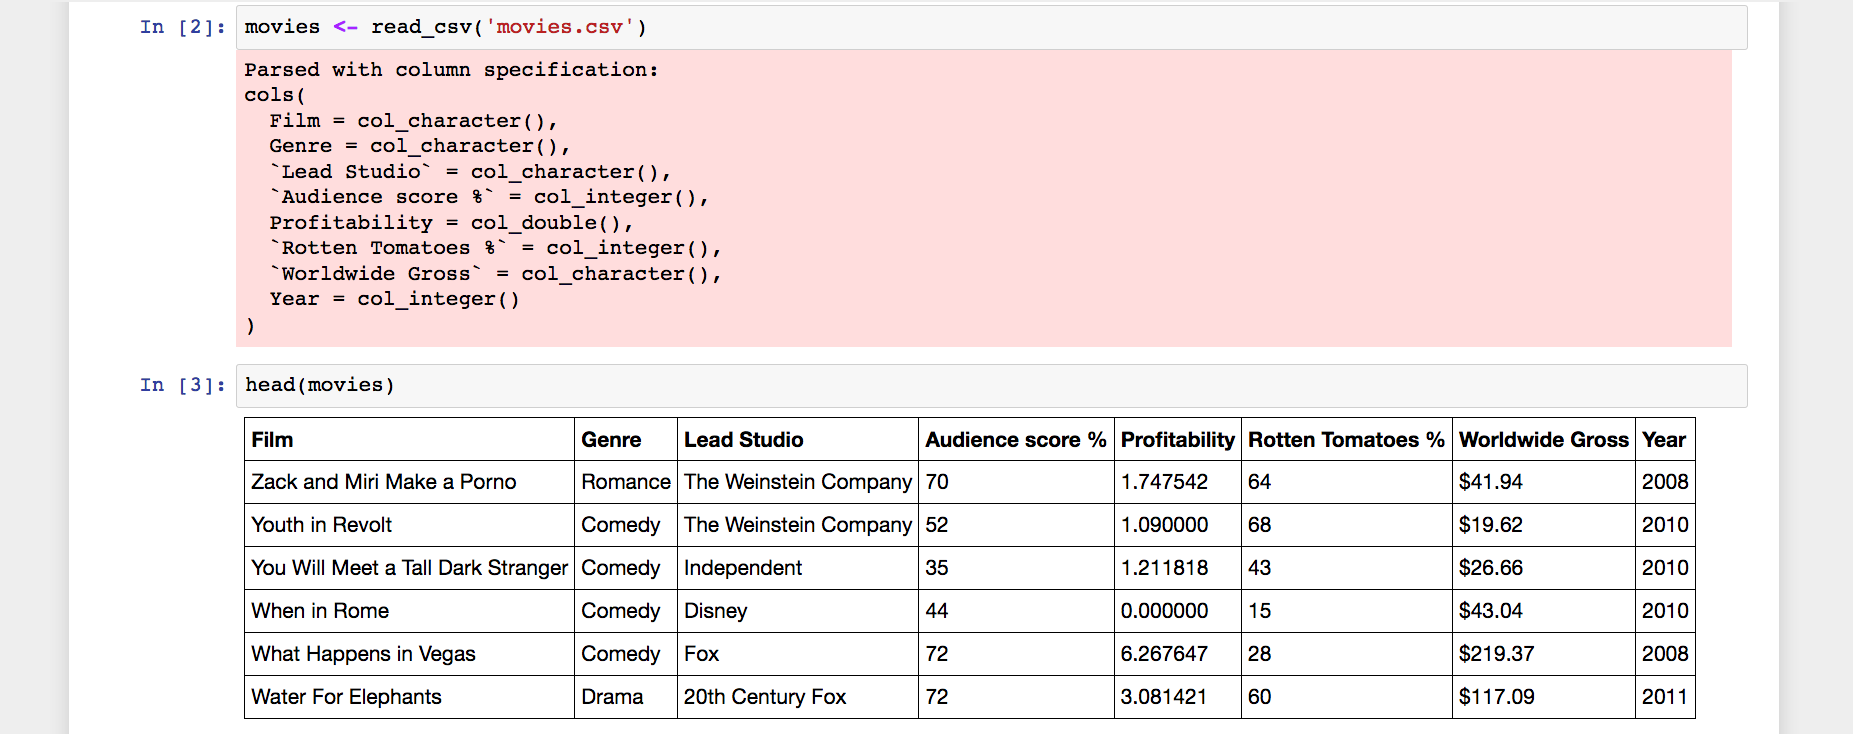 In [2]: movies <- read_csv('movies.csv')
Parsed with column specification:
cols(
  Film = col_character(),
  Genre = col_character(),
  `Lead Studio` = col_character(),
  `Audience score %` = col_integer(),
  Profitability = col_double(),
  `Rotten Tomatoes %` = col_integer(),
  `Worldwide Gross` = col_character(),
  Year = col_integer()
)
In [3]: head(movies)
Film Genre Lead Studio Audience score % Profitability Rotten Tomatoes % Worldwide Gross Year
Zack and Miri Make a Porno Romance The Weinstein Company 70 1.747542 64 $41.94 2008
Youth in Revolt Comedy The Weinstein Company 52 1.090000 68 $19.62 2010
You Will Meet a Tall Dark Stranger Comedy Independent 35 1.211818 43 $26.66 2010
When in Rome Comedy Disney 44 0.000000 15 $43.04 2010
What Happens in Vegas Comedy Fox 72 6.267647 28 $219.37 2008
Water For Elephants Drama 20th Century Fox 72 3.081421 60 $117.09 2011